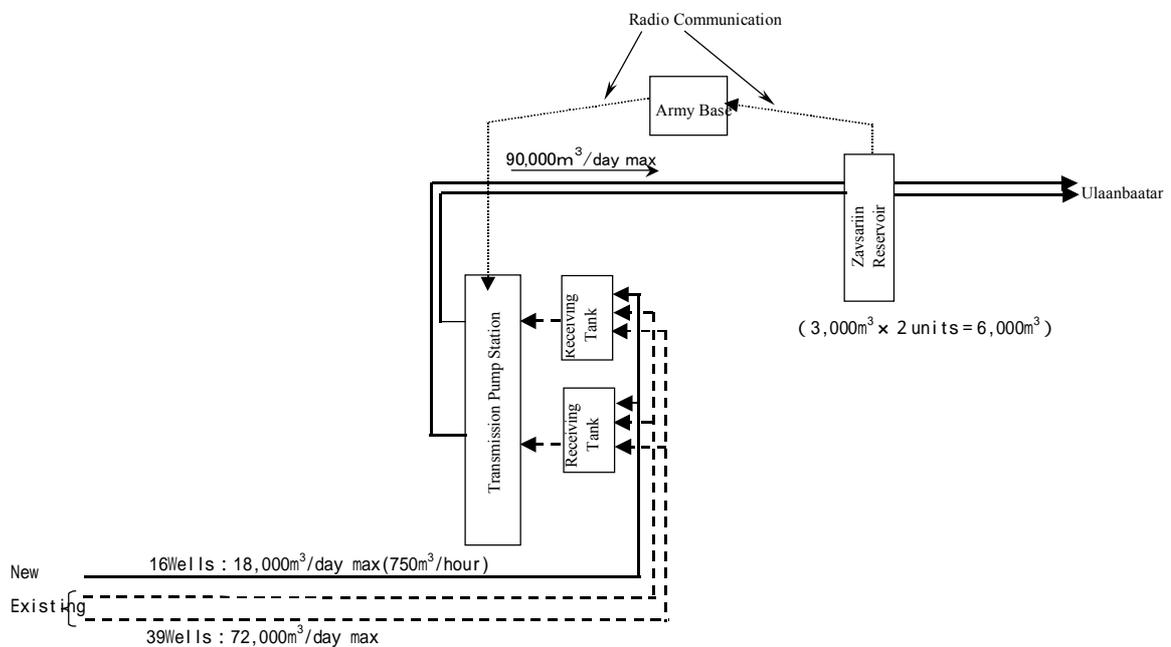 Radio Communication
Army Base
90,000m³/day max
Ulaanbaatar
Zavsariin
Reservoir
(3,000m³ × 2 units = 6,000m³)
Receiving
Tank
Transmission Pump Station
Receiving
Tank
16Wells : 18,000m³/day max(750m³/hour)
New
Existing
39Wells : 72,000m³/day max